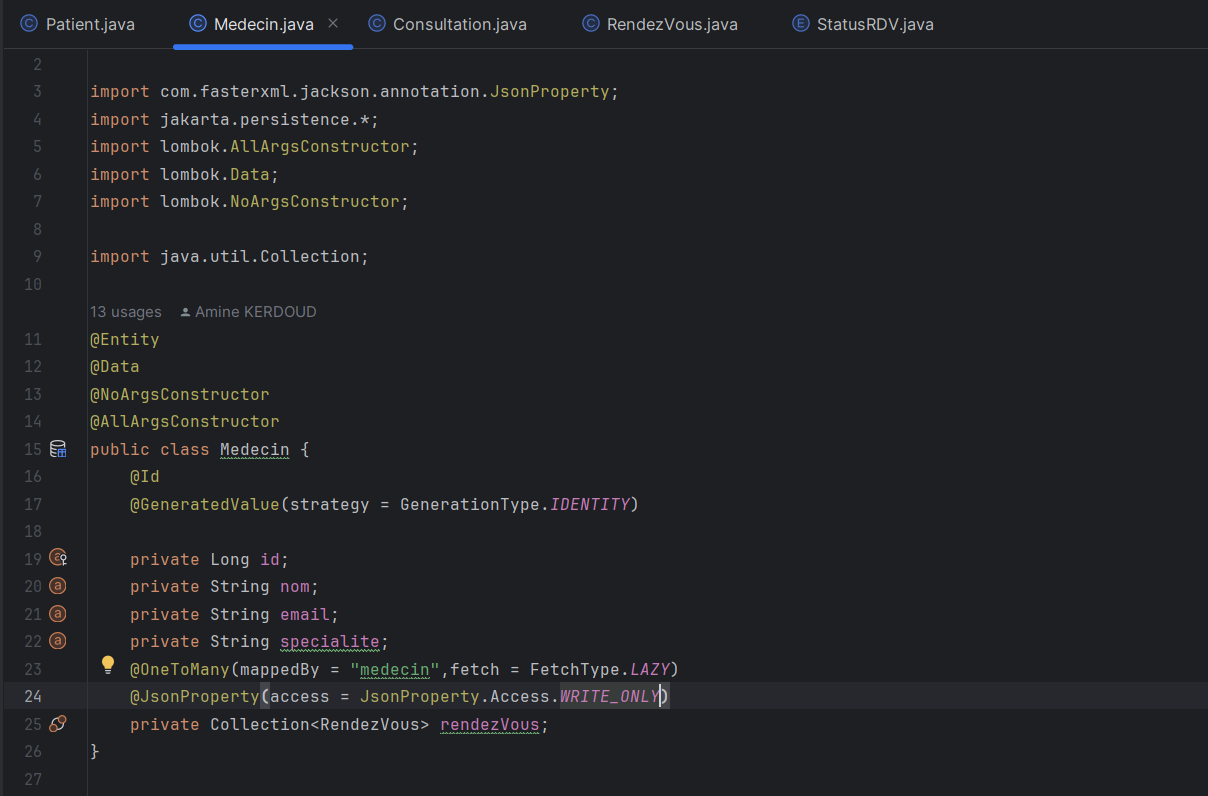 Patient.java Medecin.java Consultation.java RendezVous.java StatusRDV.java
2
3 import com.fasterxml.jackson.annotation.JsonProperty;
4 import jakarta.persistence.*;
5 import lombok.AllArgsConstructor;
6 import lombok.Data;
7 import lombok.NoArgsConstructor;
8
9 import java.util.Collection;
10
13 usages Amine KERDOUD
11 @Entity
12 @Data
13 @NoArgsConstructor
14 @AllArgsConstructor
15 public class Medecin {
16     @Id
17     @GeneratedValue(strategy = GenerationType.IDENTITY)
18
19     private Long id;
20     private String nom;
21     private String email;
22     private String specialite;
23     @OneToMany(mappedBy = "medecin",fetch = FetchType.LAZY)
24     @JsonProperty(access = JsonProperty.Access.WRITE_ONLY)
25     private Collection<RendezVous> rendezVous;
26 }
27